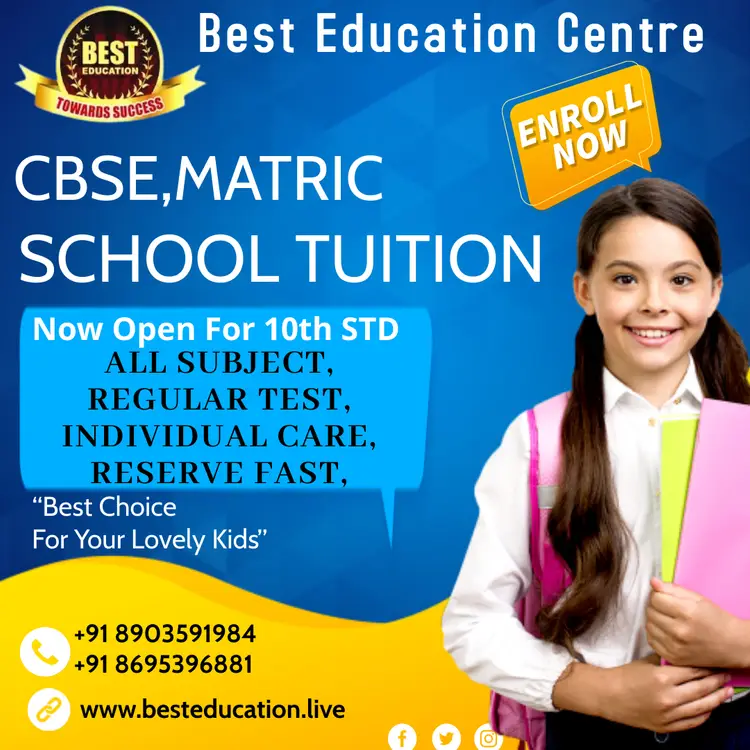 BEST
EDUCATION
TOWARDS SUCCESS
Best Education Centre
ENROLL
NOW
CBSE,MATRIC
SCHOOL TUITION
Now Open For 10th STD
ALL SUBJECT,
REGULAR TEST,
INDIVIDUAL CARE,
RESERVE FAST,
“Best Choice
For Your Lovely Kids”
+91 8903591984
+91 8695396881
www.besteducation.live